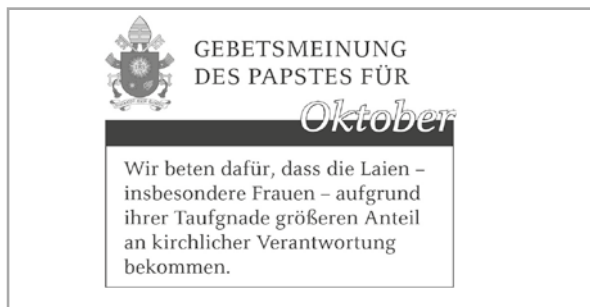 GEBETSMEINUNG
DES PAPSTES FÜR
Oktober
Wir beten dafür, dass die Laien –
insbesondere Frauen – aufgrund
ihrer Taufgnade größeren Anteil
an kirchlicher Verantwortung
bekommen.